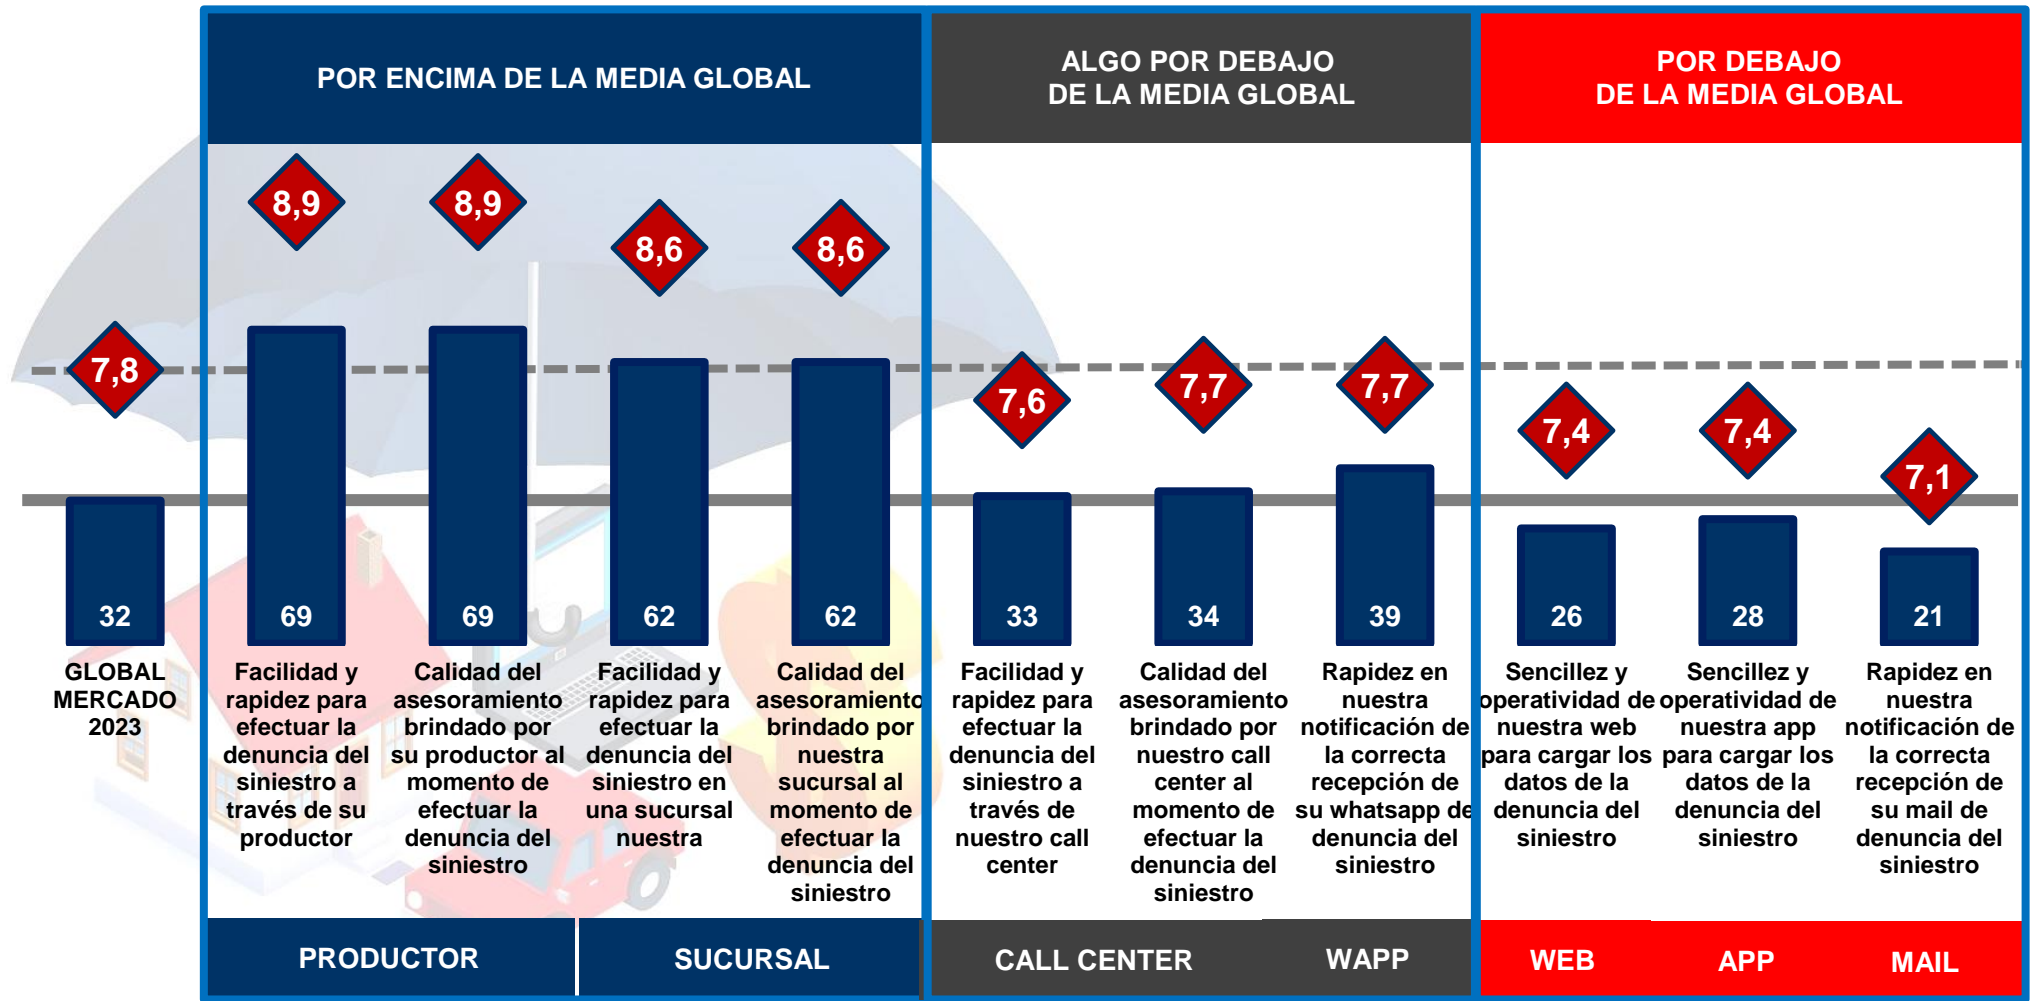 POR ENCIMA DE LA MEDIA GLOBAL
ALGO POR DEBAJO
DE LA MEDIA GLOBAL
POR DEBAJO
DE LA MEDIA GLOBAL
7,8
8,9
8,9
8,6
8,6
7,6
7,7
7,7
7,4
7,4
7,1
32
69
69
62
62
33
34
39
26
28
21
GLOBAL
MERCADO
2023
Facilidad y
rapidez para
efectuar la
denuncia del
siniestro a
través de su
productor
Calidad del
asesoramiento
brindado por
su productor al
momento de
efectuar la
denuncia del
siniestro
Facilidad y
rapidez para
efectuar la
denuncia del
siniestro en
una sucursal
nuestra
Calidad del
asesoramiento
brindado por
nuestra
sucursal al
momento de
efectuar la
denuncia del
siniestro
Facilidad y
rapidez para
efectuar la
denuncia del
siniestro a
través de
nuestro call
center
Calidad del
asesoramiento
brindado por
nuestro call
center al
momento de
efectuar la
denuncia del
siniestro
Rapidez en
nuestra
notificación de
la correcta
recepción de
su whatsapp de
denuncia del
siniestro
Sencillez y
operatividad de
nuestra web
para cargar los
datos de la
denuncia del
siniestro
Sencillez y
operatividad de
nuestra app
para cargar los
datos de la
denuncia del
siniestro
Rapidez en
nuestra
notificación de
la correcta
recepción de
su mail de
denuncia del
siniestro
PRODUCTOR
SUCURSAL
CALL CENTER
WAPP
WEB
APP
MAIL